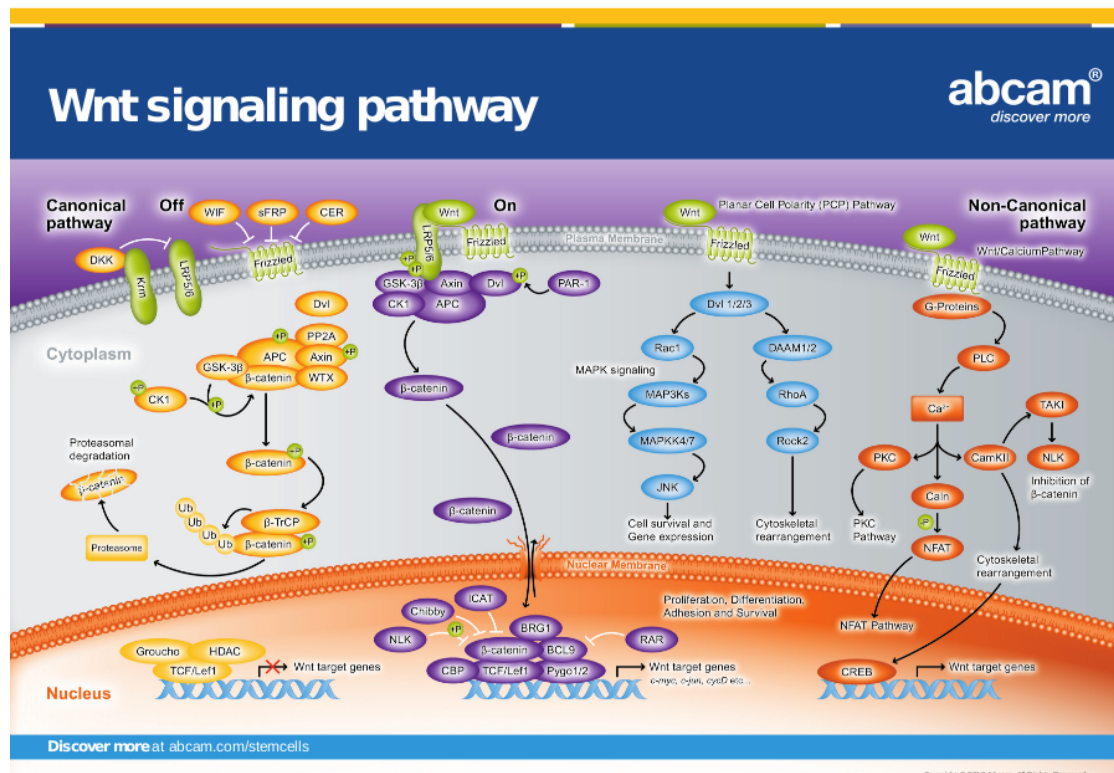 Wnt signaling pathway
abcam®
discover more
Canonical
pathway
Off
WIF
sFRP
CER
DKK
Krm
LRP5/6
Frizzled
Wnt
On
LRP5/6
Frizzled
Plasma Membrane
Wnt
Planar Cell Polarity (PCP) Pathway
Frizzled
Non-Canonical
pathway
Wnt
Wnt/CalciumPathway
Frizzled
+P
+P
GSK-3β
Axin
Dvl
+P
PAR-1
CK1
APC
Dvl
Cytoplasm
+P
PP2A
APC
Axin
+P
GSK-3β
β-catenin
WTX
CK1
+P
β-catenin
+P
Proteasomal
degradation
β-catenin
Ub
Ub
Ub
Ub
β-TrCP
β-catenin
+P
Proteasome
β-catenin
β-catenin
β-catenin
Dvl 1/2/3
Rac1
DAAM1/2
MAPK signaling
MAP3Ks
RhoA
MAPKK4/7
Rock2
JNK
Cell survival and
Gene expression
Cytoskeletal
rearrangement
G-Proteins
PLC
Ca²⁺
TAKI
PKC
CamKII
NLK
Inhibition of
β-catenin
Caln
-P
PKC
Pathway
NFAT
Cytoskeletal
rearrangement
Nuclear Membrane
Proliferation, Differentiation,
Adhesion and Survival
NFAT Pathway
ICAT
Chibby
+P
NLK
BRG1
β-catenin
BCL9
RAR
CBP
TCF/Lef1
Pygo1/2
Wnt target genes
c-myc, c-jun, cycD etc...
Groucho
HDAC
TCF/Lef1
Wnt target genes
Nucleus
CREB
Wnt target genes
Discover more at abcam.com/stemcells